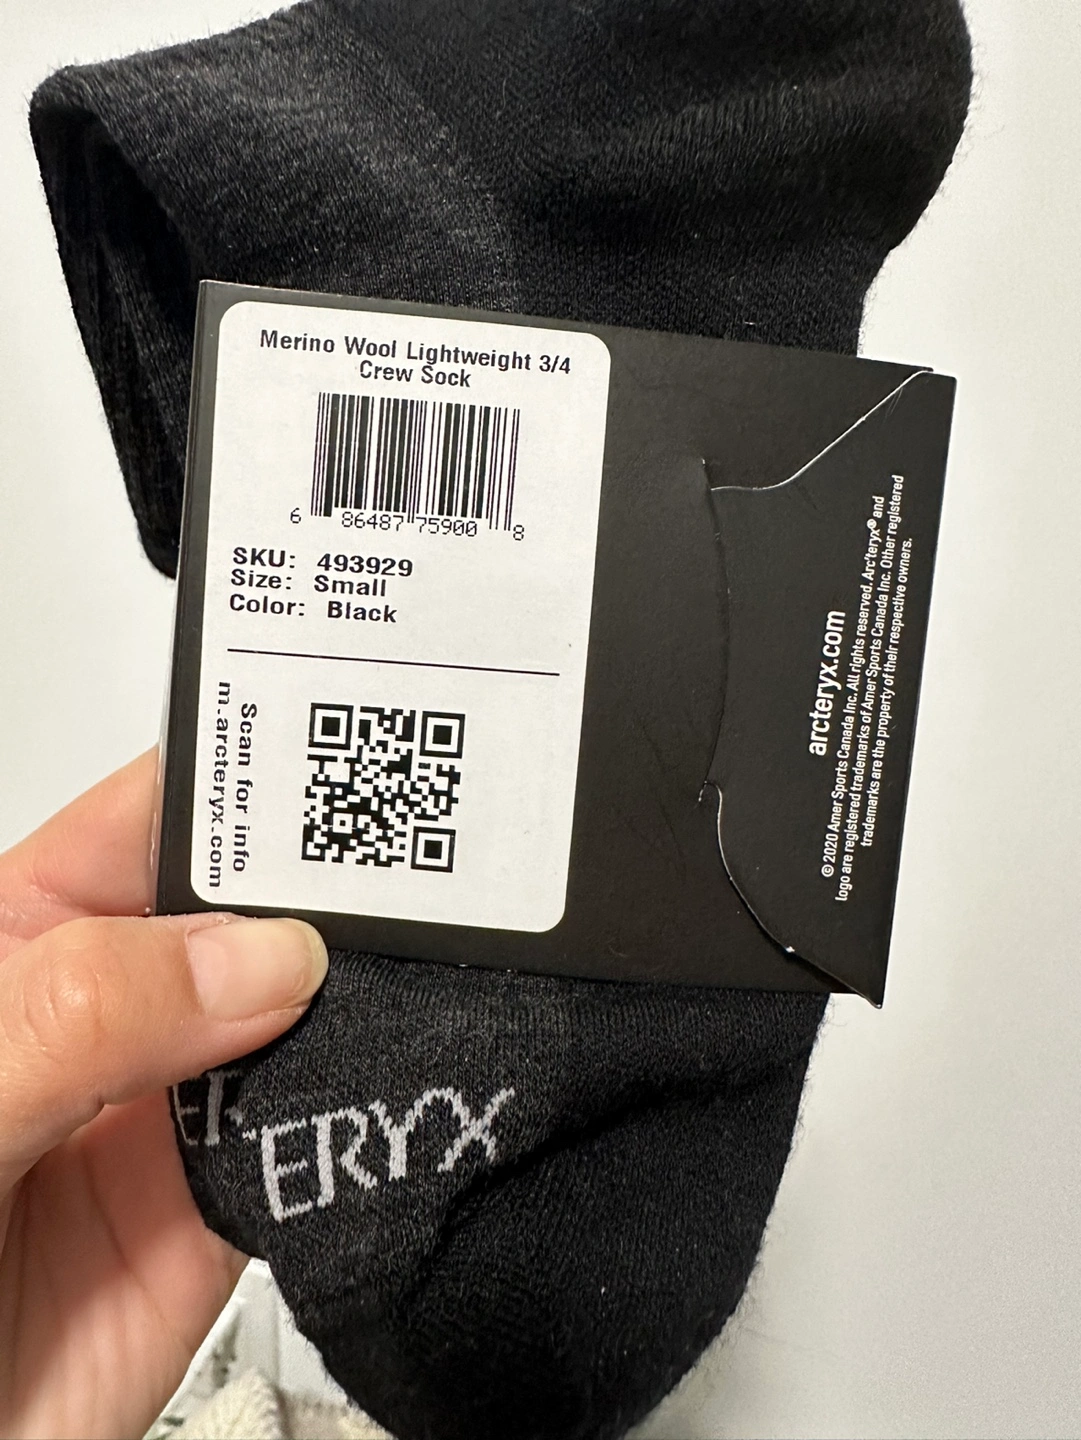 Merino Wool Lightweight 3/4
Crew Sock
6 86487 75900 8
SKU: 493929
Size: Small
Color: Black
Scan for info
m.arcteryx.com
arcteryx.com
©2020 Amer Sports Canada Inc. All rights reserved. Arc'teryx® and
logo are registered trademarks of Amer Sports Canada Inc. Other registered
trademarks are the property of their respective owners.
ERYX